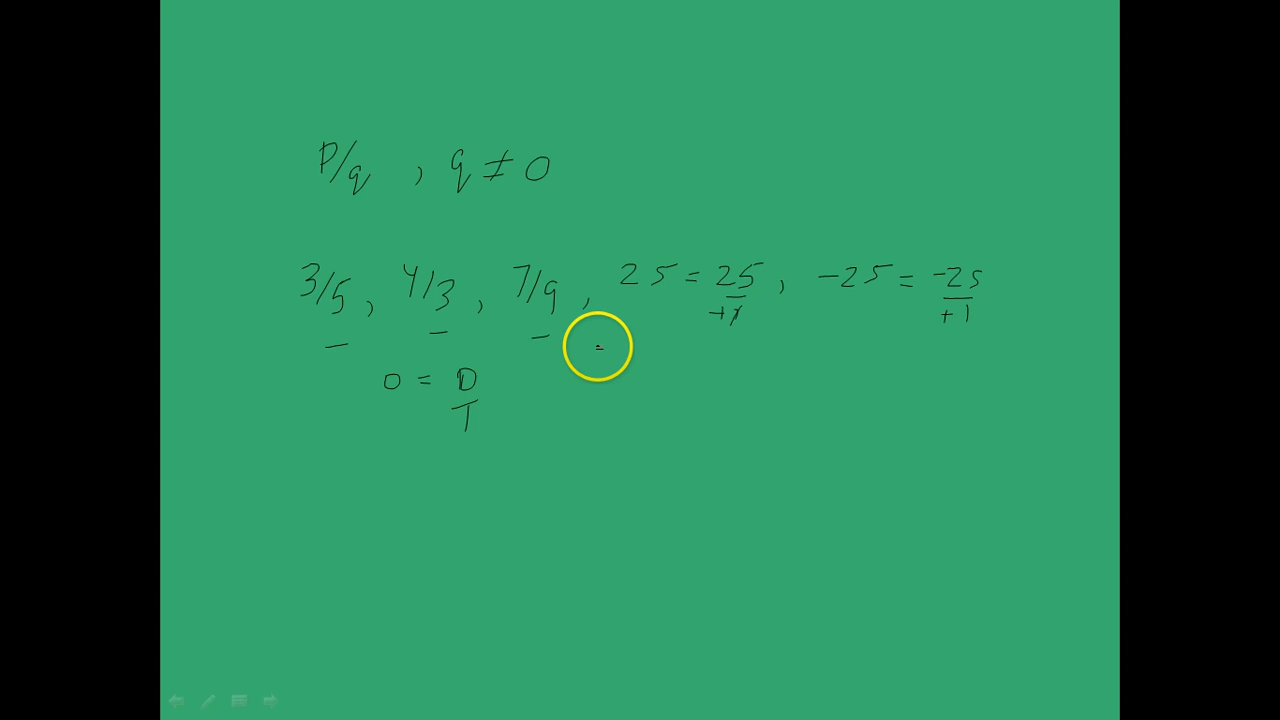 P/q , q ≠ 0
3/5 , 4/3 , 7/9 , 25 = 25/+1 , -25 = -25/+1
0 = 0/1